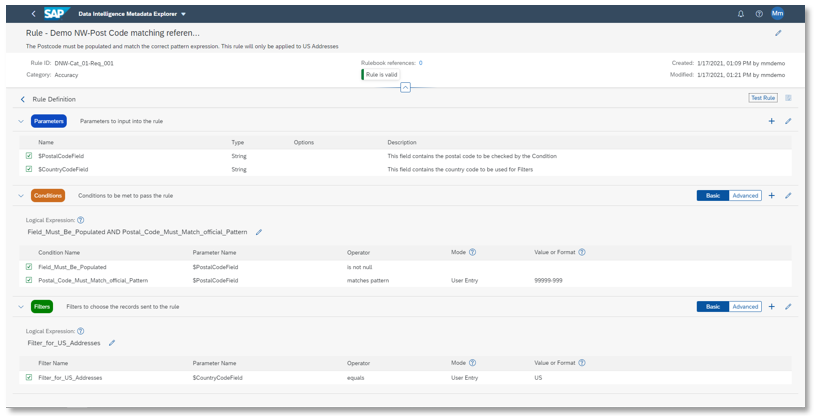 SAP Data Intelligence Metadata Explorer Mm
Rule - Demo NW-Post Code matching referen...
The Postcode must be populated and match the correct pattern expression. This rule will only be applied to US Addresses
Rule ID: DNW-Cat_01-Req_001 Rulebook references: 0 Created: 1/17/2021, 01:09 PM by mmdemo
Category: Accuracy Rule is valid Modified: 1/17/2021, 01:21 PM by mmdemo
Rule Definition Test Rule
Parameters Parameters to input into the rule
Name Type Options Description
$PostalCodeField String This field contains the postal code to be checked by the Condition
$CountryCodeField String This field contains the country code to be used for Filters
Conditions Conditions to be met to pass the rule Basic Advanced
Logical Expression:
Field_Must_Be_Populated AND Postal_Code_Must_Match_official_Pattern
Condition Name Parameter Name Operator Mode Value or Format
Field_Must_Be_Populated $PostalCodeField is not null
Postal_Code_Must_Match_official_Pattern $PostalCodeField matches pattern User Entry 99999-999
Filters Filters to choose the records sent to the rule Basic Advanced
Logical Expression:
Filter_for_US_Addresses
Filter Name Parameter Name Operator Mode Value or Format
Filter_for_US_Addresses $CountryCodeField equals User Entry US